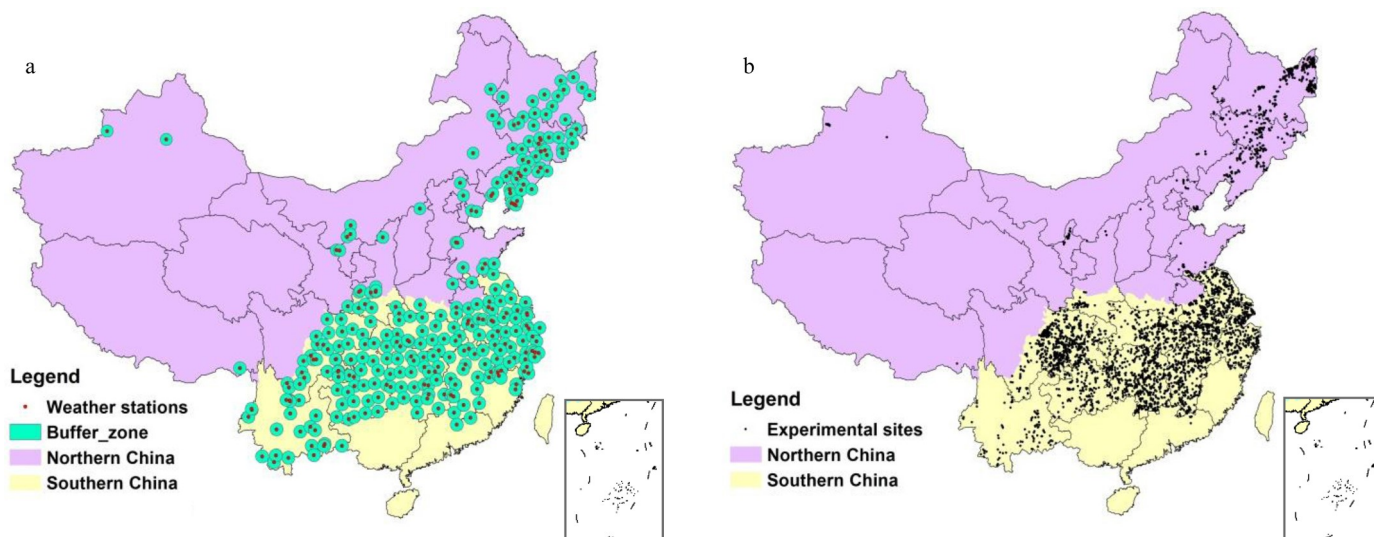 a
Legend
Weather stations
Buffer_zone
Northern China
Southern China
b
Legend
Experimental sites
Northern China
Southern China